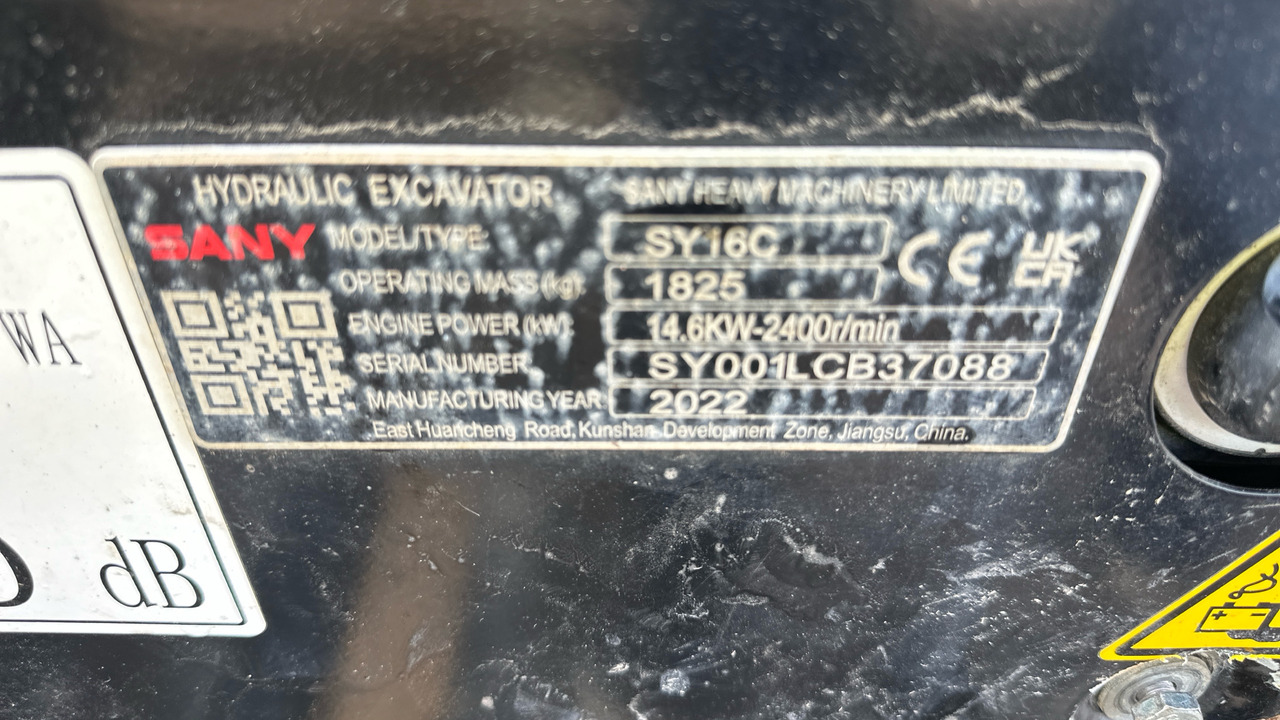 HYDRAULIC EXCAVATOR
SANY HEAVY MACHINERY LIMITED
SANY
MODEL/TYPE: SY16C
CE UK CA
OPERATING MASS (kg): 1825
ENGINE POWER (kW): 14.6KW-2400r/min
SERIAL NUMBER SY001LCB37088
MANUFACTURING YEAR 2022
East Huancheng Road, Kunshan Development Zone, Jiangsu, China.
WA
dB